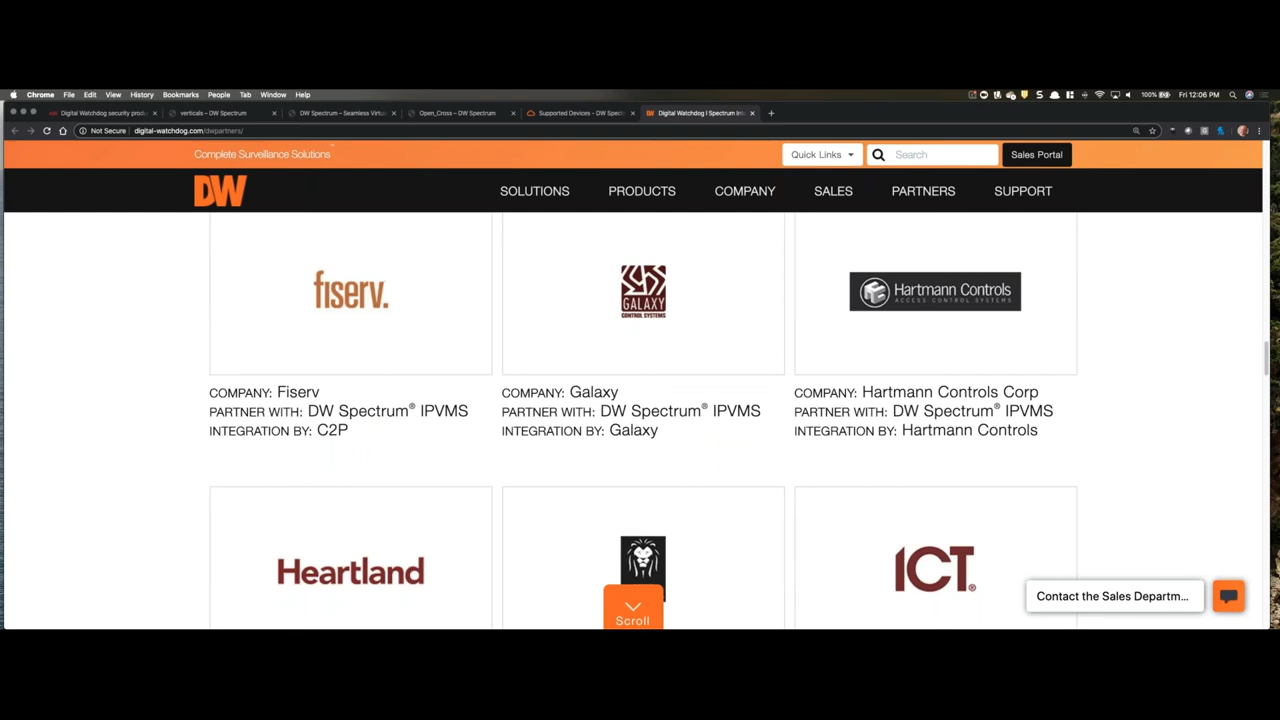 Chrome File Edit View History Bookmarks People Tab Window Help 100% Fri 12:06 PM
Digital Watchdog security produ verticals – DW Spectrum DW Spectrum – Seamless Virtu Open_Cross – DW Spectrum Supported Devices – DW Spec Digital Watchdog | Spectrum Int
Not Secure digital-watchdog.com/dwpartners/
Complete Surveillance Solutions™ Quick Links Search Sales Portal
DW SOLUTIONS PRODUCTS COMPANY SALES PARTNERS SUPPORT
fiserv.
GALAXY
CONTROL SYSTEMS
Hartmann Controls
ACCESS CONTROL SYSTEMS
COMPANY: Fiserv
PARTNER WITH: DW Spectrum® IPVMS
INTEGRATION BY: C2P
COMPANY: Galaxy
PARTNER WITH: DW Spectrum® IPVMS
INTEGRATION BY: Galaxy
COMPANY: Hartmann Controls Corp
PARTNER WITH: DW Spectrum® IPVMS
INTEGRATION BY: Hartmann Controls
Heartland
ICT®
Scroll
Contact the Sales Departm...